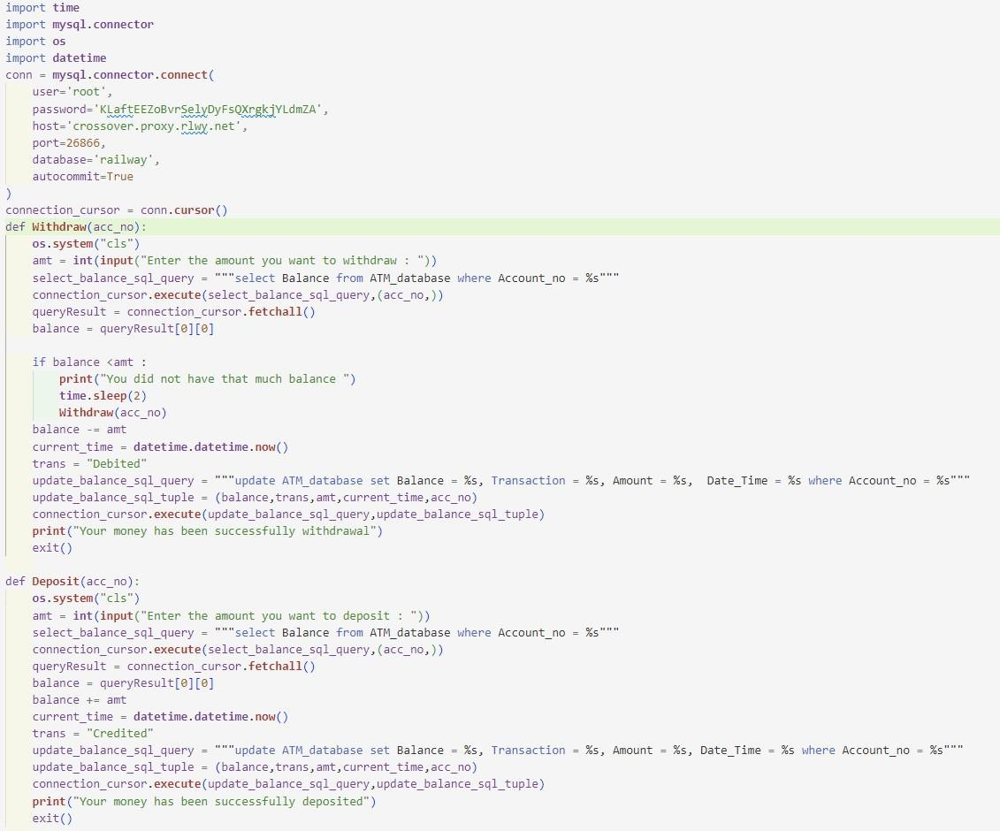 import time
import mysql.connector
import os
import datetime
conn = mysql.connector.connect(
    user='root',
    password='KLaftEEZoBvrSelyDyFsQXrgkjYLdmZA',
    host='crossover.proxy.rlwy.net',
    port=26866,
    database='railway',
    autocommit=True
)
connection_cursor = conn.cursor()
def Withdraw(acc_no):
    os.system("cls")
    amt = int(input("Enter the amount you want to withdraw : "))
    select_balance_sql_query = """select Balance from ATM_database where Account_no = %s"""
    connection_cursor.execute(select_balance_sql_query,(acc_no,))
    queryResult = connection_cursor.fetchall()
    balance = queryResult[0][0]
    if balance <amt :
        print("You did not have that much balance ")
        time.sleep(2)
        Withdraw(acc_no)
    balance -= amt
    current_time = datetime.datetime.now()
    trans = "Debited"
    update_balance_sql_query = """update ATM_database set Balance = %s, Transaction = %s, Amount = %s,  Date_Time = %s where Account_no = %s"""
    update_balance_sql_tuple = (balance,trans,amt,current_time,acc_no)
    connection_cursor.execute(update_balance_sql_query,update_balance_sql_tuple)
    print("Your money has been successfully withdrawal")
    exit()
def Deposit(acc_no):
    os.system("cls")
    amt = int(input("Enter the amount you want to deposit : "))
    select_balance_sql_query = """select Balance from ATM_database where Account_no = %s"""
    connection_cursor.execute(select_balance_sql_query,(acc_no,))
    queryResult = connection_cursor.fetchall()
    balance = queryResult[0][0]
    balance += amt
    current_time = datetime.datetime.now()
    trans = "Credited"
    update_balance_sql_query = """update ATM_database set Balance = %s, Transaction = %s, Amount = %s, Date_Time = %s where Account_no = %s"""
    update_balance_sql_tuple = (balance,trans,amt,current_time,acc_no)
    connection_cursor.execute(update_balance_sql_query,update_balance_sql_tuple)
    print("Your money has been successfully deposited")
    exit()